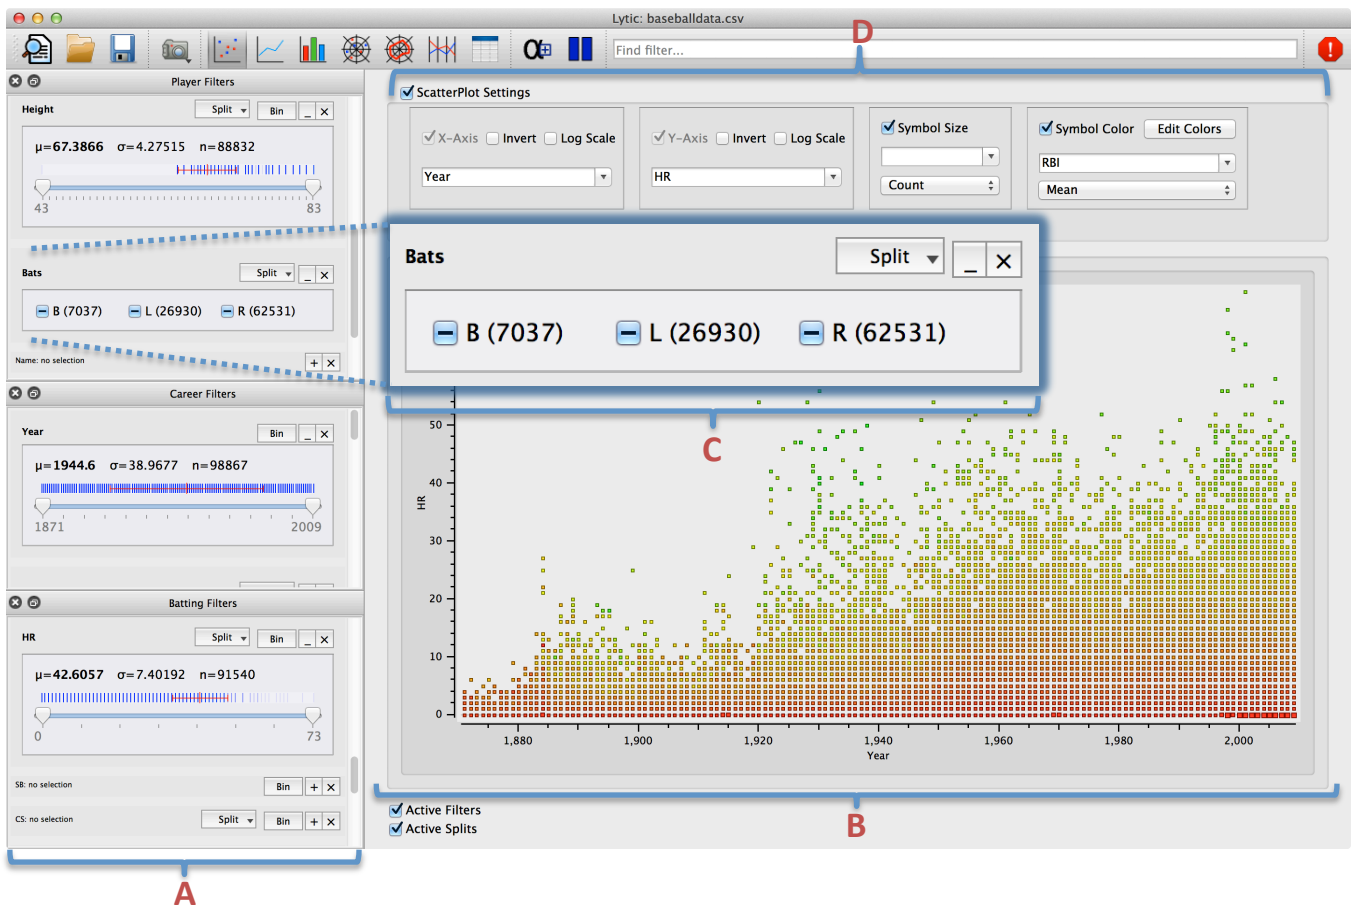 Lytic: baseballdata.csv
α
Find filter...
D
Player Filters
Height Split Bin _ ×
μ=67.3866 σ=4.27515 n=88832
43 83
Bats Split _ ×
B (7037) L (26930) R (62531)
Name: no selection + ×
Career Filters
Year Bin _ ×
μ=1944.6 σ=38.9677 n=98867
1871 2009
Batting Filters
HR Split Bin _ ×
μ=42.6057 σ=7.40192 n=91540
0 73
SB: no selection Bin + ×
CS: no selection Split Bin + ×
A
ScatterPlot Settings
X-Axis Invert Log Scale
Year
Y-Axis Invert Log Scale
HR
Symbol Size
Count
Symbol Color Edit Colors
RBI
Mean
Bats Split _ ×
B (7037) L (26930) R (62531)
C
50
40
30
20
10
0
HR
1,880 1,900 1,920 1,940 1,960 1,980 2,000
Year
B
Active Filters
Active Splits